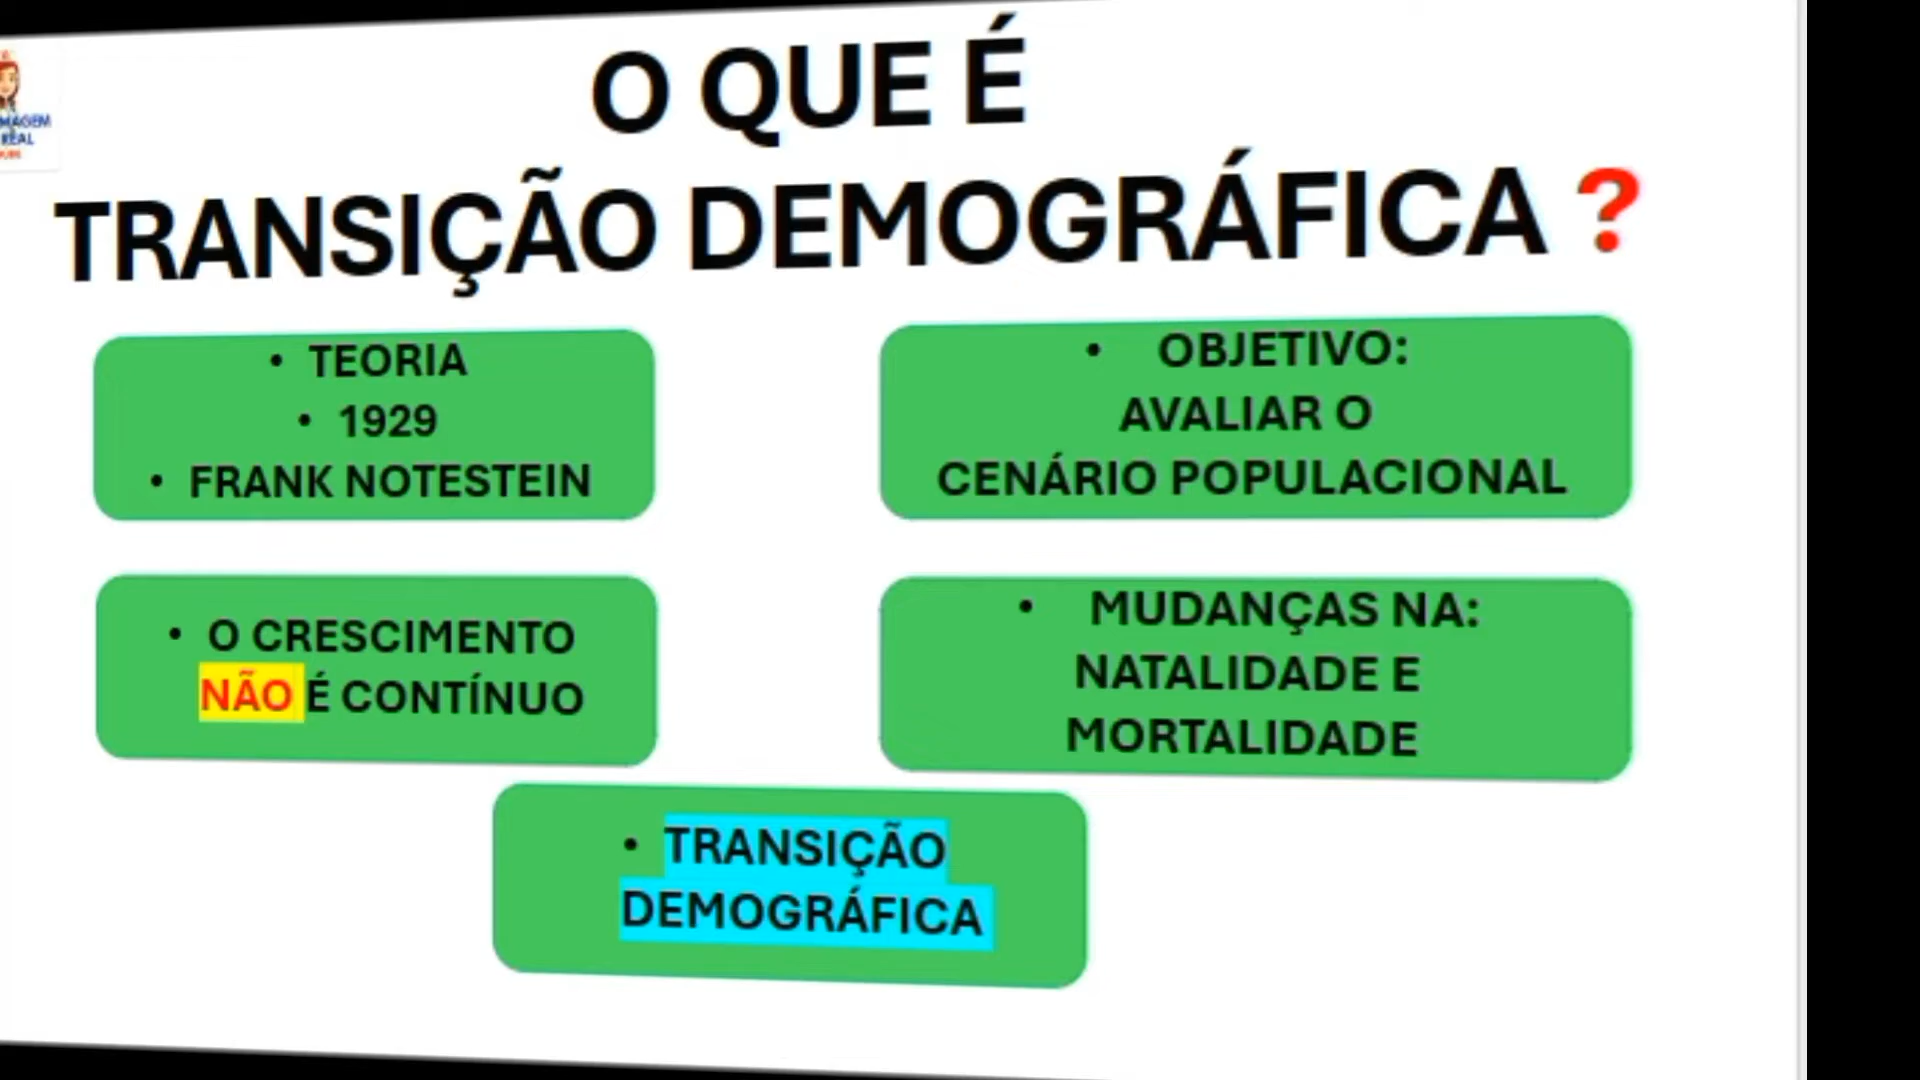 O QUE É
TRANSIÇÃO DEMOGRÁFICA ?
• TEORIA
• 1929
• FRANK NOTESTEIN
• OBJETIVO:
AVALIAR O
CENÁRIO POPULACIONAL
• O CRESCIMENTO
NÃO É CONTÍNUO
• MUDANÇAS NA:
NATALIDADE E
MORTALIDADE
• TRANSIÇÃO
DEMOGRÁFICA
REAL